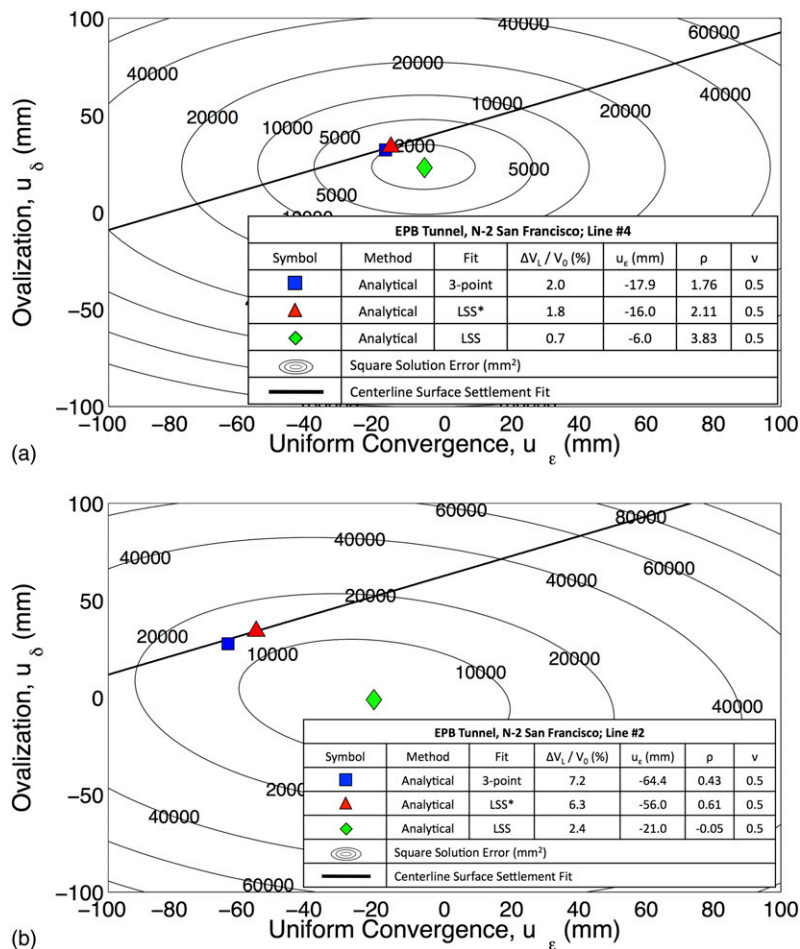 100
50
0
−50
−100
Ovalization, u δ (mm)
40000
60000
40000
20000
40000
20000
10000
10000
5000
2000
5000
5000
EPB Tunnel, N-2 San Francisco; Line #4
Symbol Method Fit ΔVL / V0 (%) uε (mm) ρ ν
Analytical 3-point 2.0 -17.9 1.76 0.5
Analytical LSS* 1.8 -16.0 2.11 0.5
Analytical LSS 0.7 -6.0 3.83 0.5
Square Solution Error (mm2)
Centerline Surface Settlement Fit
−100 −80 −60 −40 −20 0 20 40 60 80 100
Uniform Convergence, u ε (mm)
(a)
100
50
0
−50
−100
Ovalization, u δ (mm)
60000
80000
40000
40000
60000
20000
20000
10000
10000
20000
40000
40000
60000
EPB Tunnel, N-2 San Francisco; Line #2
Symbol Method Fit ΔVL / V0 (%) uε (mm) ρ ν
Analytical 3-point 7.2 -64.4 0.43 0.5
Analytical LSS* 6.3 -56.0 0.61 0.5
Analytical LSS 2.4 -21.0 -0.05 0.5
Square Solution Error (mm2)
Centerline Surface Settlement Fit
−100 −80 −60 −40 −20 0 20 40 60 80 100
Uniform Convergence, u ε (mm)
(b)